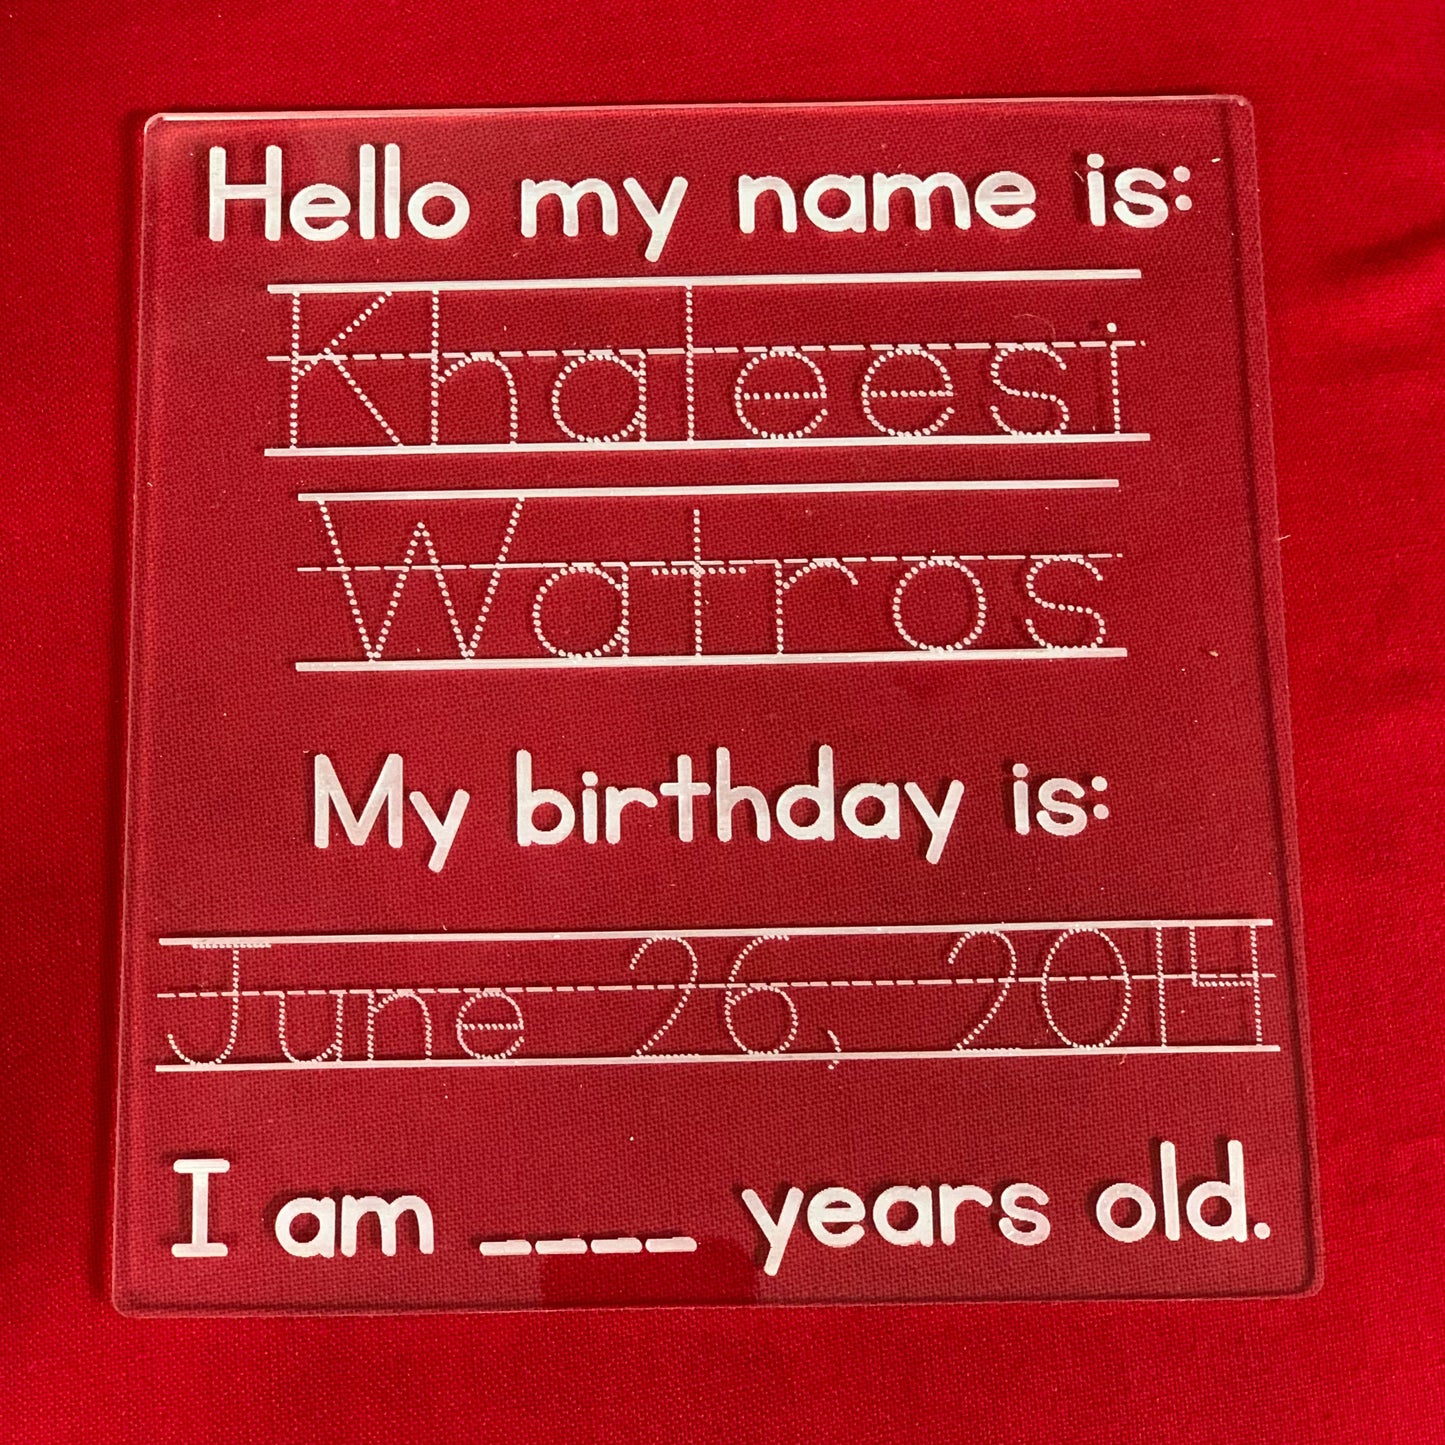 Hello my name is:
Khaleesi
Watros
My birthday is:
June 26, 2014
I am ____ years old.